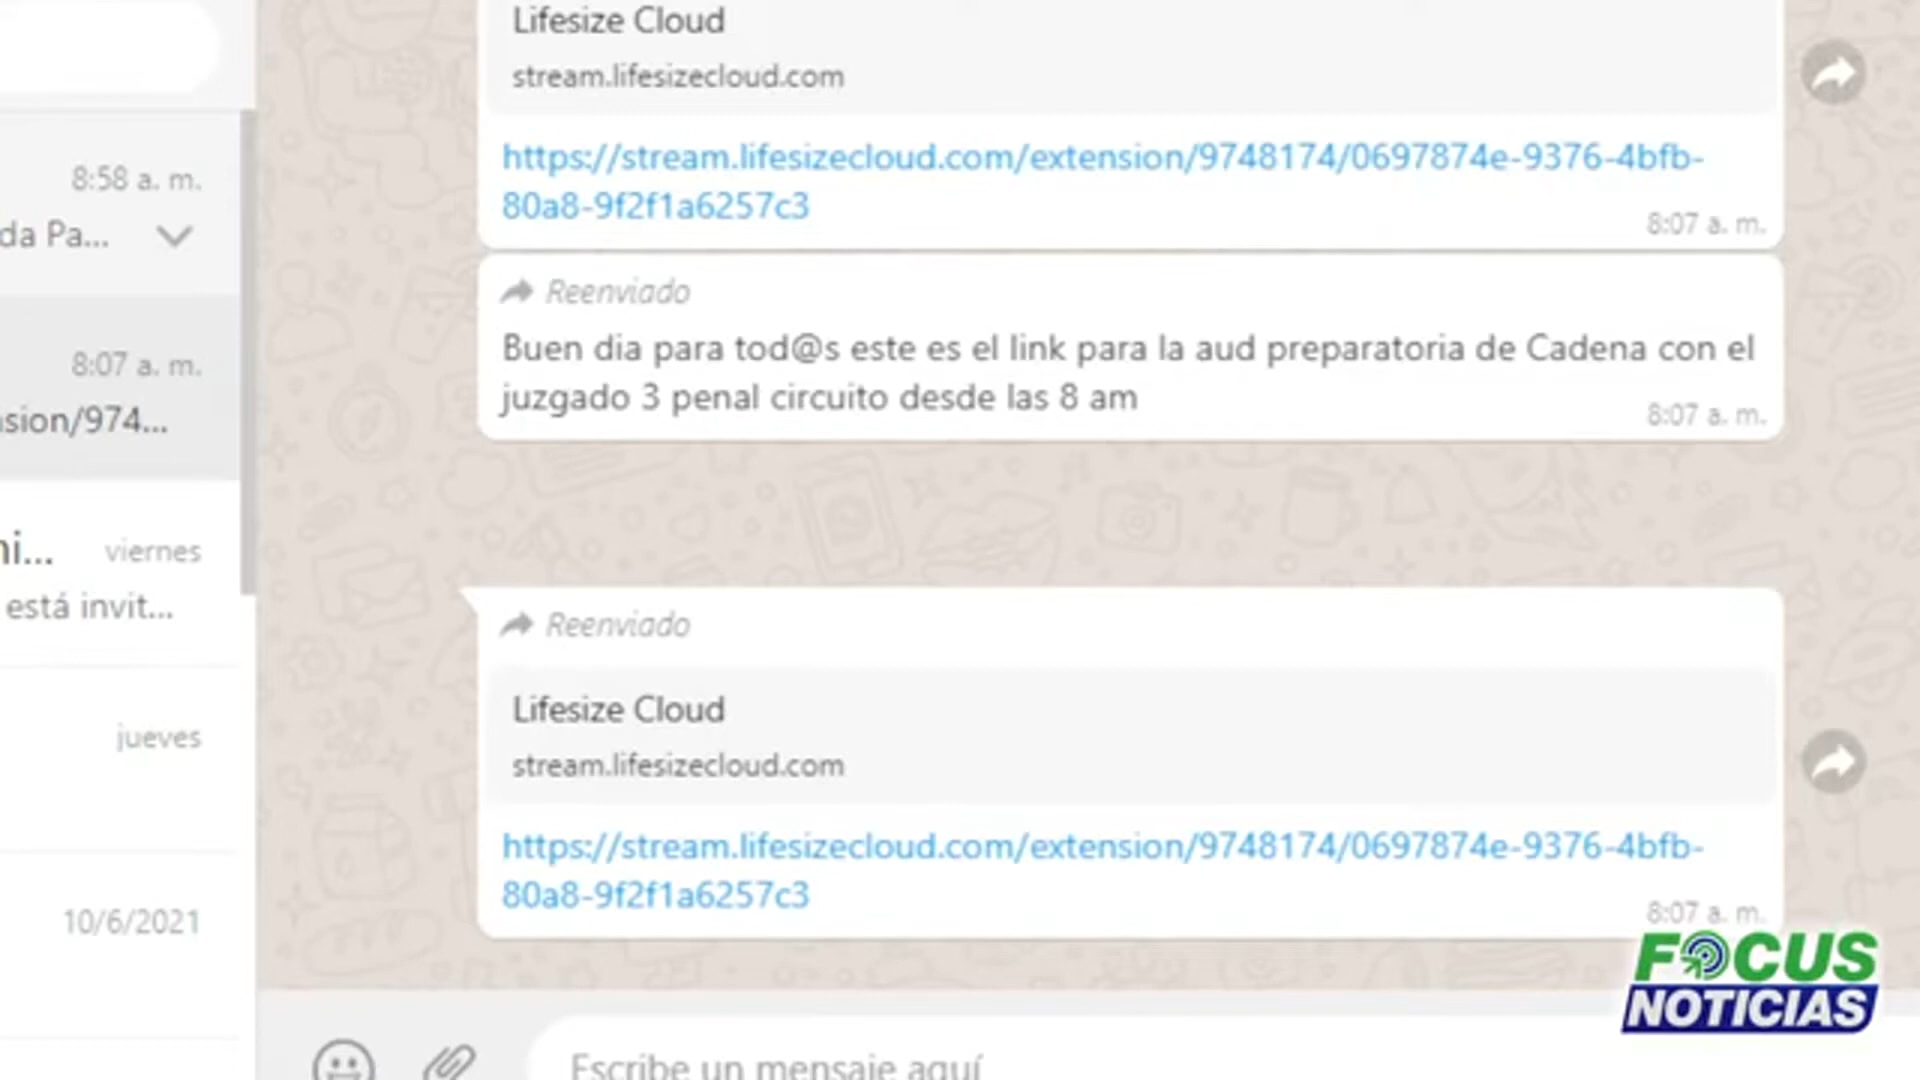 Lifesize Cloud
stream.lifesizecloud.com
https://stream.lifesizecloud.com/extension/9748174/0697874e-9376-4bfb-
80a8-9f2f1a6257c3
8:07 a. m.
8:58 a. m.
da Pa...
Reenviado
Buen dia para tod@s este es el link para la aud preparatoria de Cadena con el
juzgado 3 penal circuito desde las 8 am
8:07 a. m.
8:07 a. m.
nsion/974...
viernes
está invit...
Reenviado
Lifesize Cloud
stream.lifesizecloud.com
jueves
https://stream.lifesizecloud.com/extension/9748174/0697874e-9376-4bfb-
80a8-9f2f1a6257c3
8:07 a. m.
10/6/2021
FOCUS
NOTICIAS
Escribe un mensaje aquí